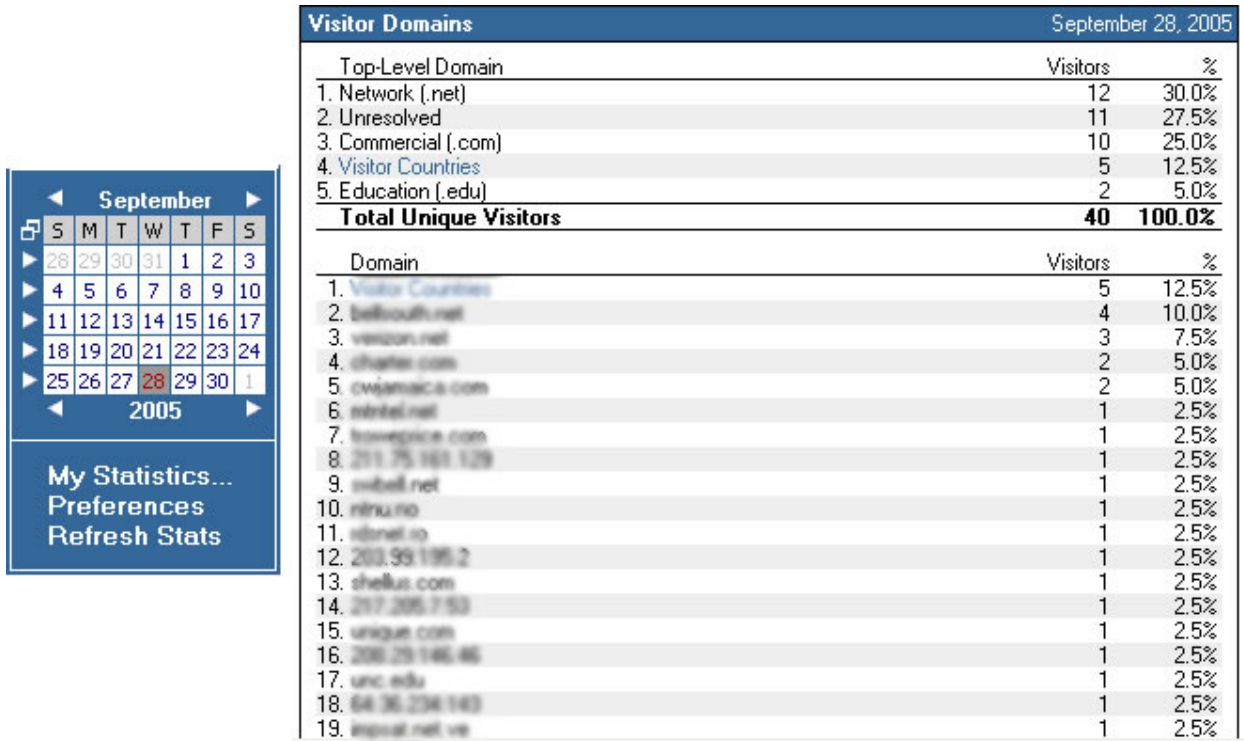 September
S M T W T F S
28 29 30 31 1 2 3
4 5 6 7 8 9 10
11 12 13 14 15 16 17
18 19 20 21 22 23 24
25 26 27 28 29 30 1
2005
My Statistics...
Preferences
Refresh Stats
Visitor Domains September 28, 2005
Top-Level Domain Visitors %
1. Network (.net) 12 30.0%
2. Unresolved 11 27.5%
3. Commercial (.com) 10 25.0%
4. Visitor Countries 5 12.5%
5. Education (.edu) 2 5.0%
Total Unique Visitors 40 100.0%
Domain Visitors %
1. Visitor Countries 5 12.5%
2. 4 10.0%
3. 3 7.5%
4. 2 5.0%
5. 2 5.0%
6. 1 2.5%
7. 1 2.5%
8. 1 2.5%
9. 1 2.5%
10. 1 2.5%
11. 1 2.5%
12. 1 2.5%
13. 1 2.5%
14. 1 2.5%
15. 1 2.5%
16. 1 2.5%
17. 1 2.5%
18. 1 2.5%
19. 1 2.5%